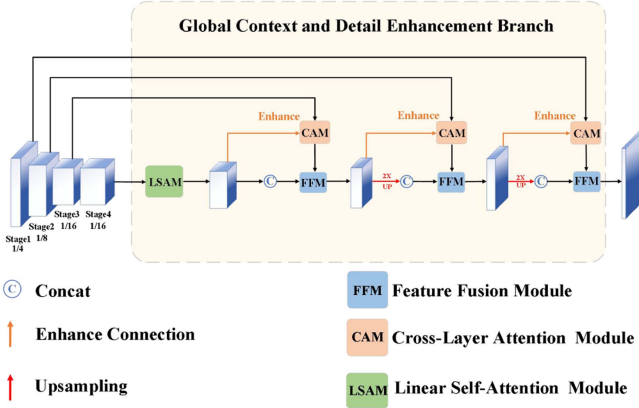 Global Context and Detail Enhancement Branch
Enhance Enhance Enhance
CAM CAM CAM
LSAM C FFM 2X UP C FFM 2X UP C FFM
Stage1 1/4
Stage2 1/8
Stage3 1/16
Stage4 1/16
C Concat
FFM Feature Fusion Module
Enhance Connection
CAM Cross-Layer Attention Module
Upsampling
LSAM Linear Self-Attention Module